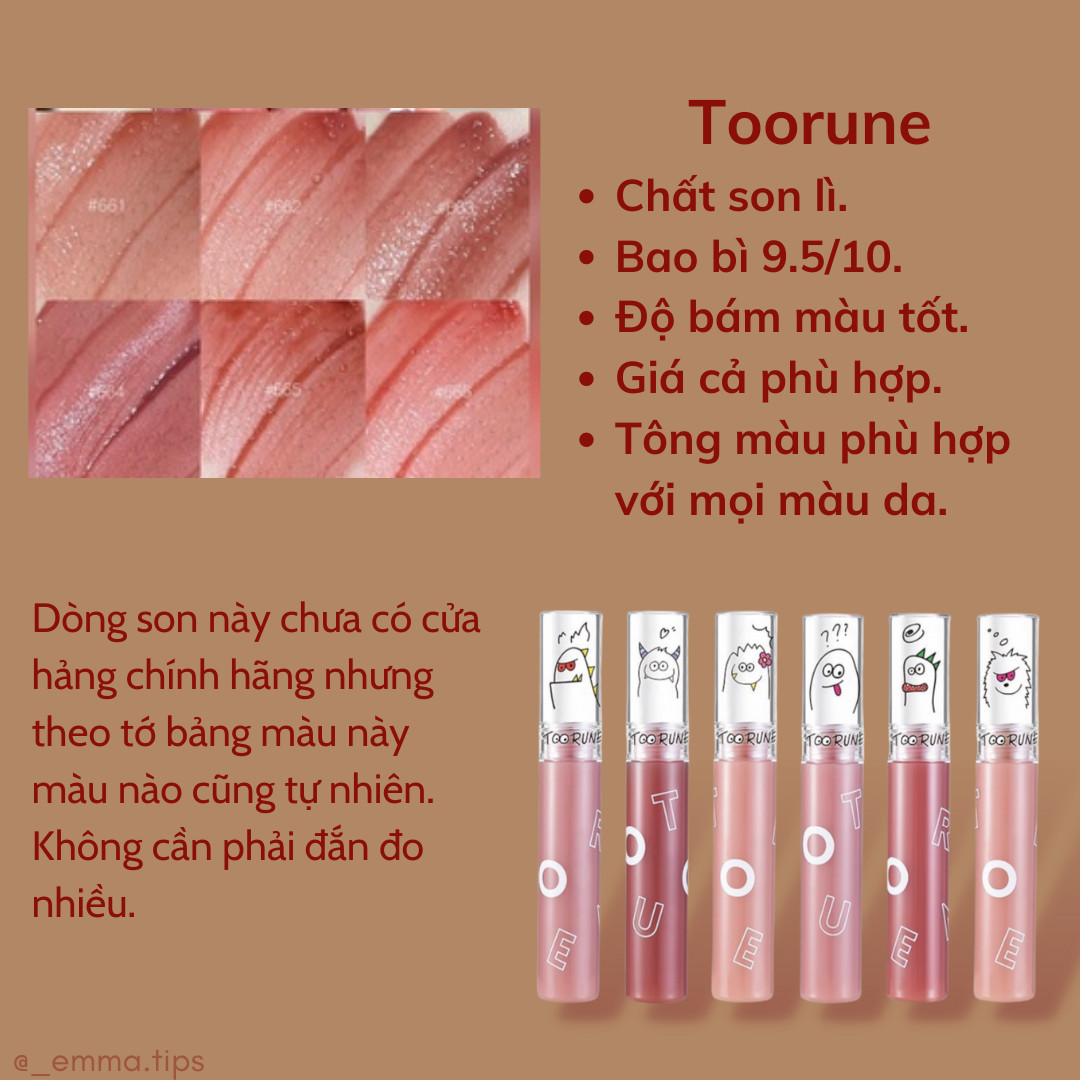 Toorune
• Chất son lì.
• Bao bì 9.5/10.
• Độ bám màu tốt.
• Giá cả phù hợp.
• Tông màu phù hợp
với mọi màu da.
#661
#662
#663
#664
#665
Dòng son này chưa có cửa
hảng chính hãng nhưng
theo tớ bảng màu này
màu nào cũng tự nhiên.
Không cần phải đắn đo
nhiều.
???
TOORUNE TOORUNE TOORUNE TOORUNE TOORUNE TOORUNE
@_emma.tips